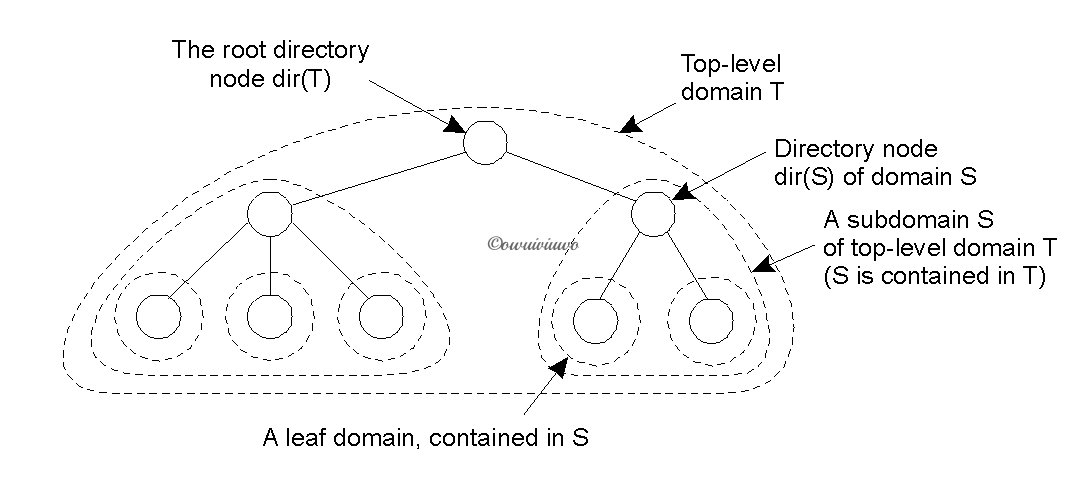 The root directory
node dir(T)
Top-level
domain T
Directory node
dir(S) of domain S
A subdomain S
of top-level domain T
(S is contained in T)
A leaf domain, contained in S